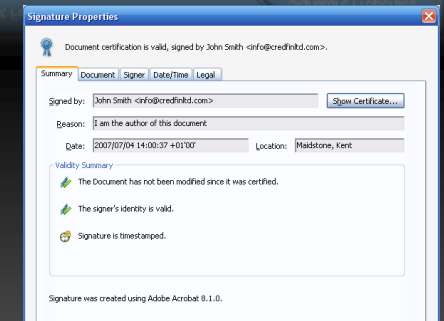 Signature Properties
Document certification is valid, signed by John Smith <info@credfinltd.com>.
Summary Document Signer Date/Time Legal
Signed by: John Smith <info@credfinltd.com> Show Certificate...
Reason: I am the author of this document
Date: 2007/07/04 14:00:37 +01'00' Location: Maidstone, Kent
Validity Summary
The Document has not been modified since it was certified.
The signer's identity is valid.
Signature is timestamped.
Signature was created using Adobe Acrobat 8.1.0.